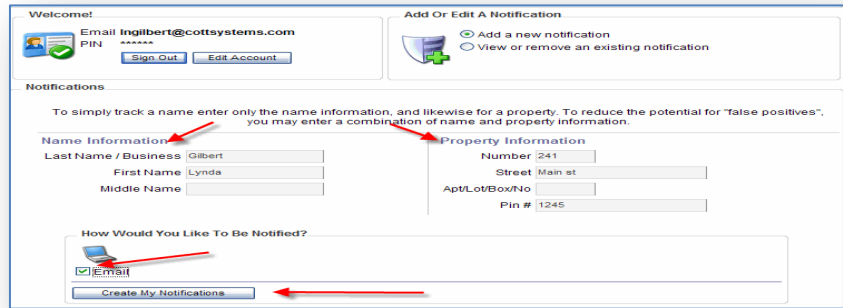 Welcome!
Email lngilbert@cottsystems.com
PIN ******
Sign Out Edit Account
Add Or Edit A Notification
Add a new notification
View or remove an existing notification
Notifications
To simply track a name enter only the name information, and likewise for a property. To reduce the potential for "false positives",
you may enter a combination of name and property information.
Name Information
Last Name / Business Gilbert
First Name Lynda
Middle Name
Property Information
Number 241
Street Main st
Apt/Lot/Box/No
Pin # 1245
How Would You Like To Be Notified?
Email
Create My Notifications